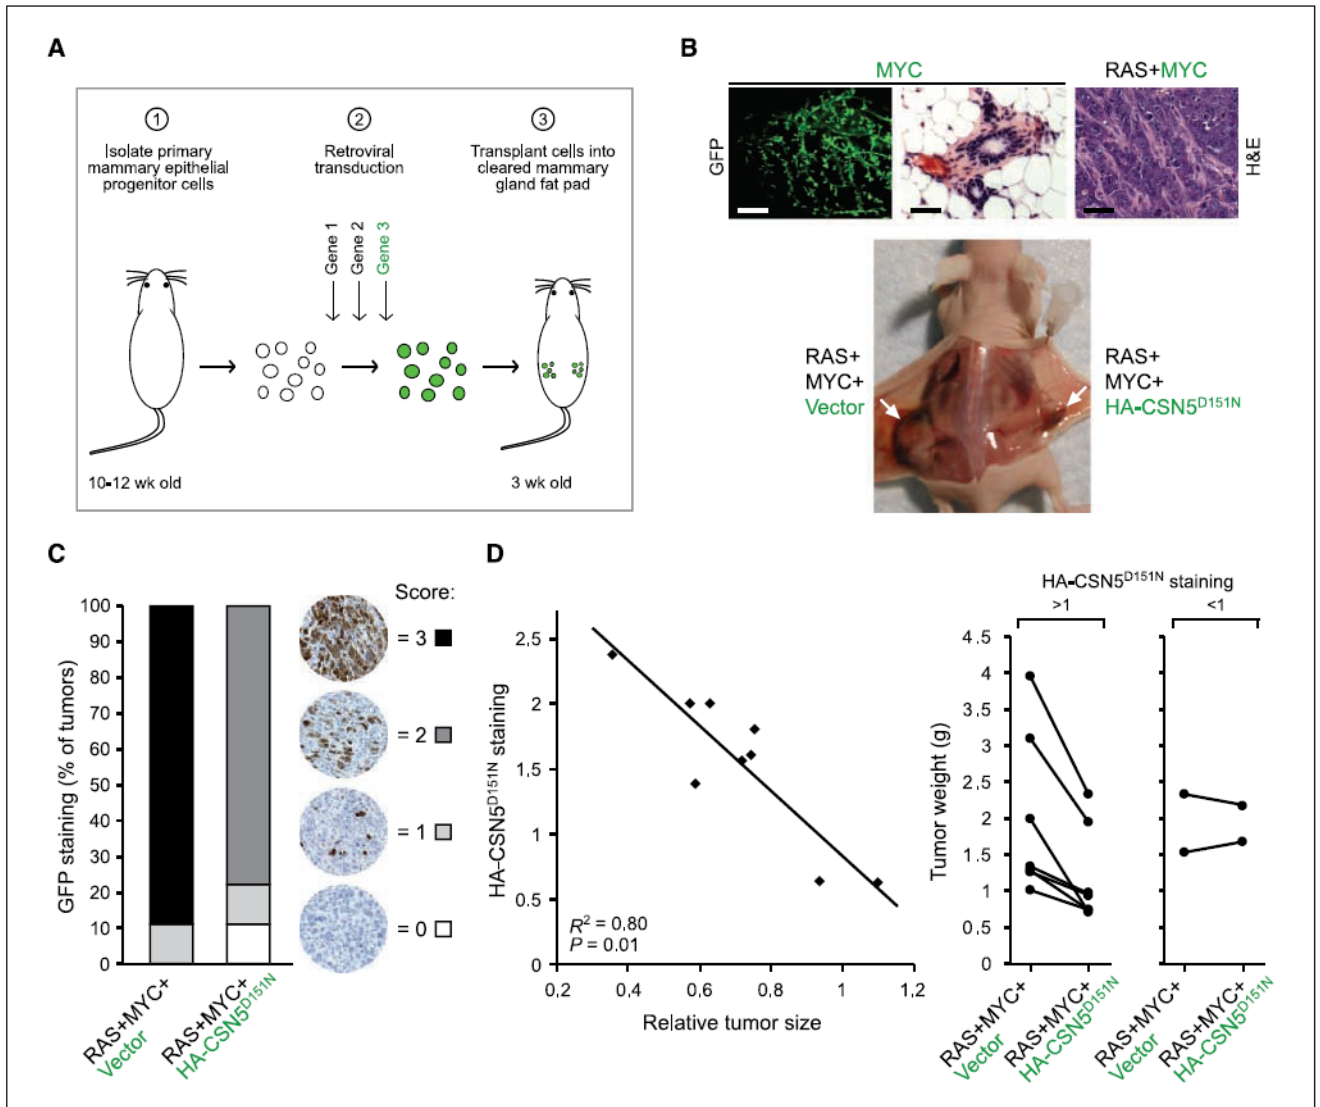 A
1
Isolate primary
mammary epithelial
progenitor cells
2
Retroviral
transduction
3
Transplant cells into
cleared mammary
gland fat pad
Gene 1
Gene 2
Gene 3
10-12 wk old
3 wk old
B
MYC
RAS+MYC
GFP
H&E
RAS+
MYC+
Vector
RAS+
MYC+
HA-CSN5D151N
C
GFP staining (% of tumors)
100
90
80
70
60
50
40
30
20
10
0
RAS+MYC+
Vector
RAS+MYC+
HA-CSN5D151N
Score:
= 3
= 2
= 1
= 0
D
HA-CSN5D151N staining
2,5
2
1,5
1
0,5
0
R2 = 0.80
P = 0.01
0,2
0,4
0,6
0,8
1
1,2
Relative tumor size
HA-CSN5D151N staining
>1
<1
Tumor weight (g)
4.5
4
3.5
3
2.5
2
1.5
1
0.5
0
RAS+MYC+
Vector
RAS+MYC+
HA-CSN5D151N
RAS+MYC+
Vector
RAS+MYC+
HA-CSN5D151N